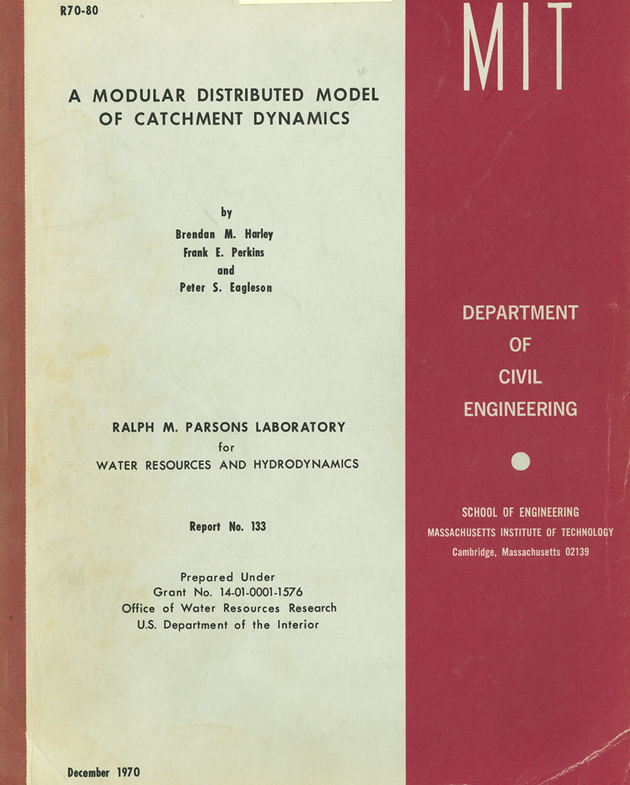 R70-80
A MODULAR DISTRIBUTED MODEL
OF CATCHMENT DYNAMICS
by
Brendan M. Harley
Frank E. Perkins
and
Peter S. Eagleson
RALPH M. PARSONS LABORATORY
for
WATER RESOURCES AND HYDRODYNAMICS
Report No. 133
Prepared Under
Grant No. 14-01-0001-1576
Office of Water Resources Research
U.S. Department of the Interior
December 1970
MIT
DEPARTMENT
OF
CIVIL
ENGINEERING
SCHOOL OF ENGINEERING
MASSACHUSETTS INSTITUTE OF TECHNOLOGY
Cambridge, Massachusetts 02139